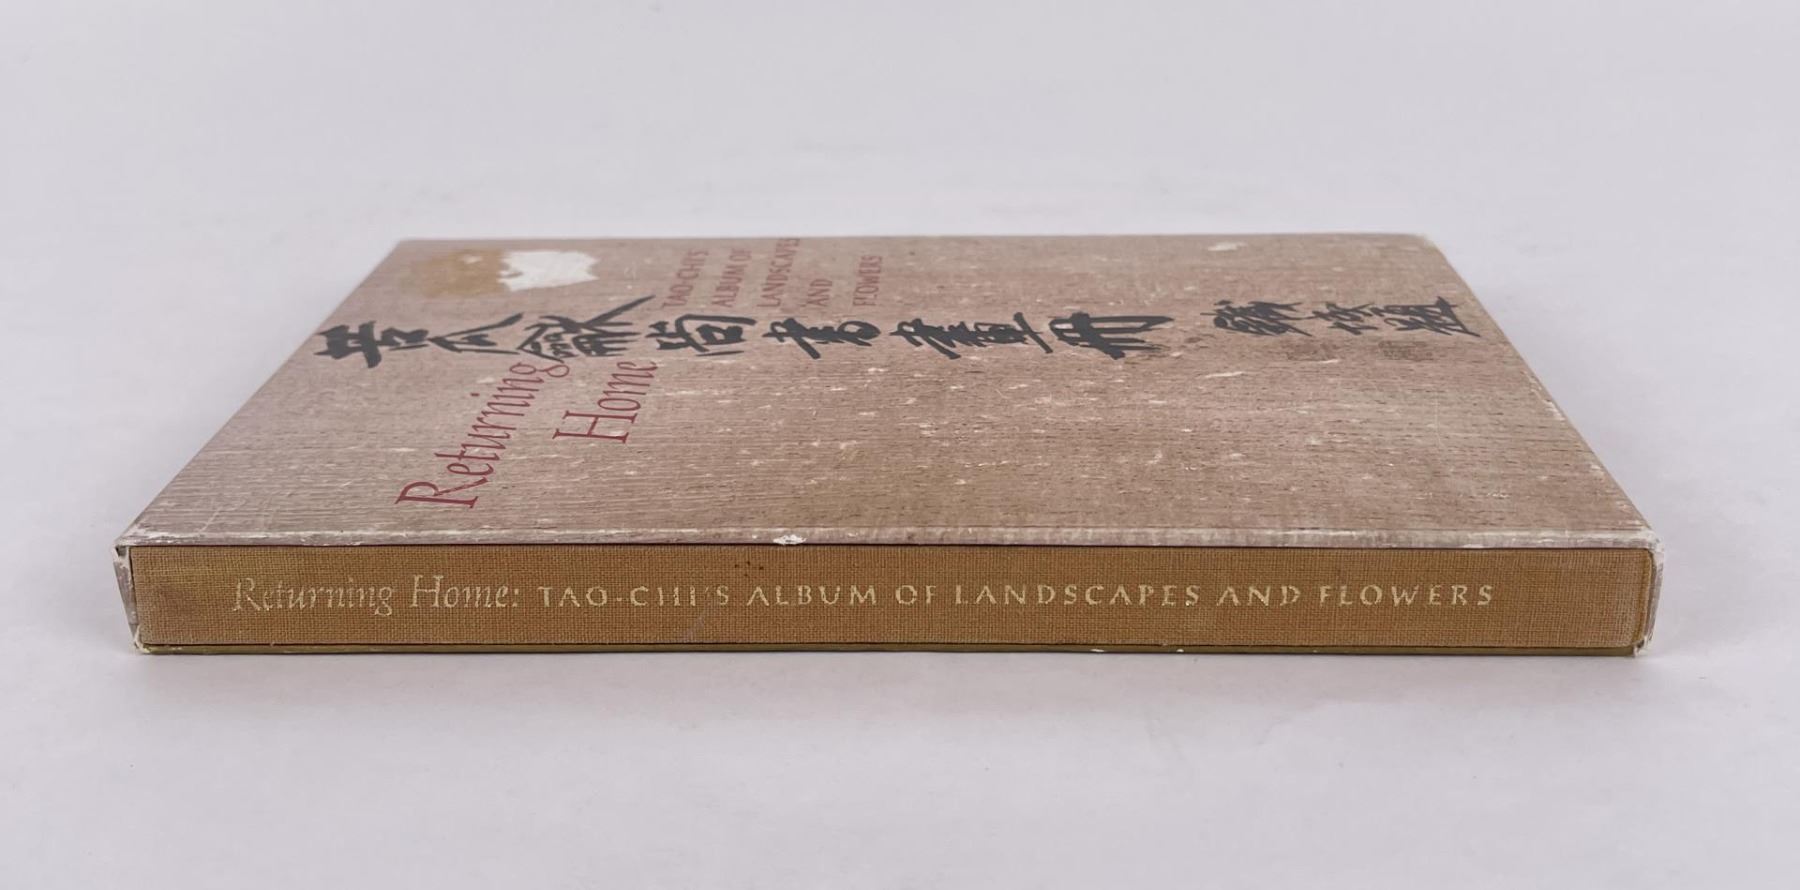 Returning
Home
TAO-CHI'S
ALBUM OF
LANDSCAPES
AND
FLOWERS
苦瓜龢尚書畫冊
Returning Home: TAO-CHI'S ALBUM OF LANDSCAPES AND FLOWERS